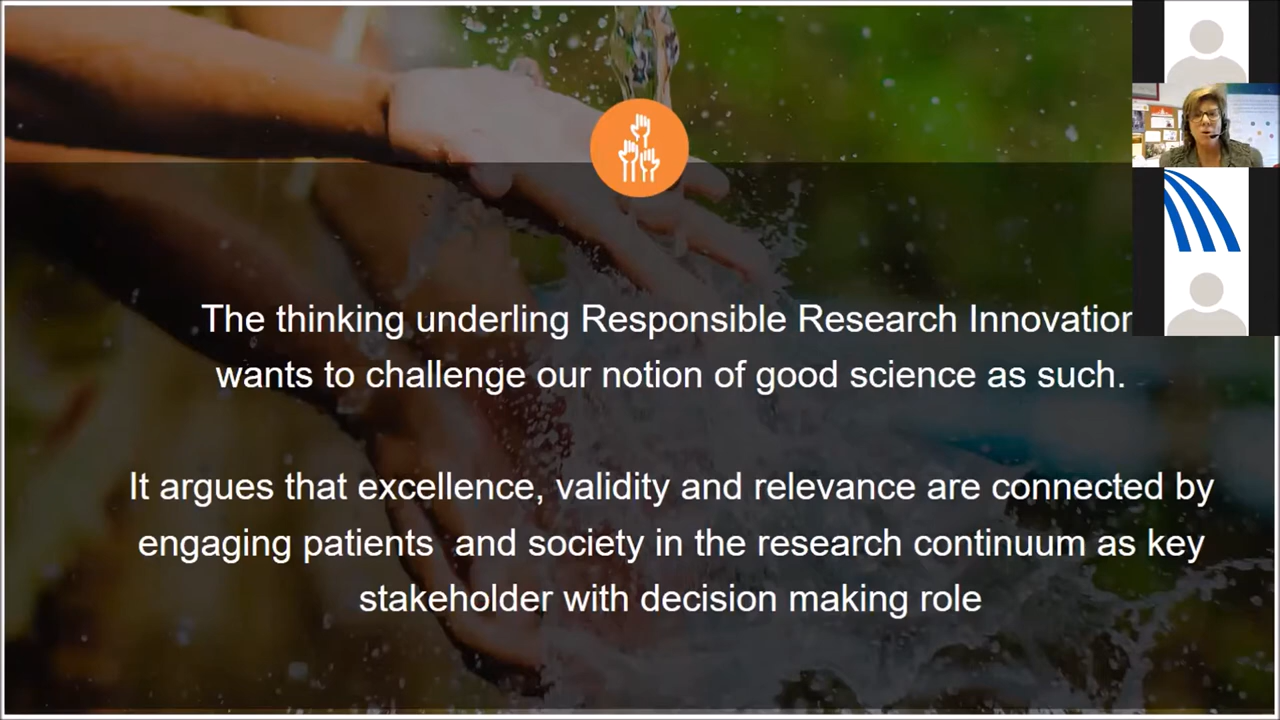 The thinking underling Responsible Research Innovation
wants to challenge our notion of good science as such.
It argues that excellence, validity and relevance are connected by
engaging patients  and society in the research continuum as key
stakeholder with decision making role